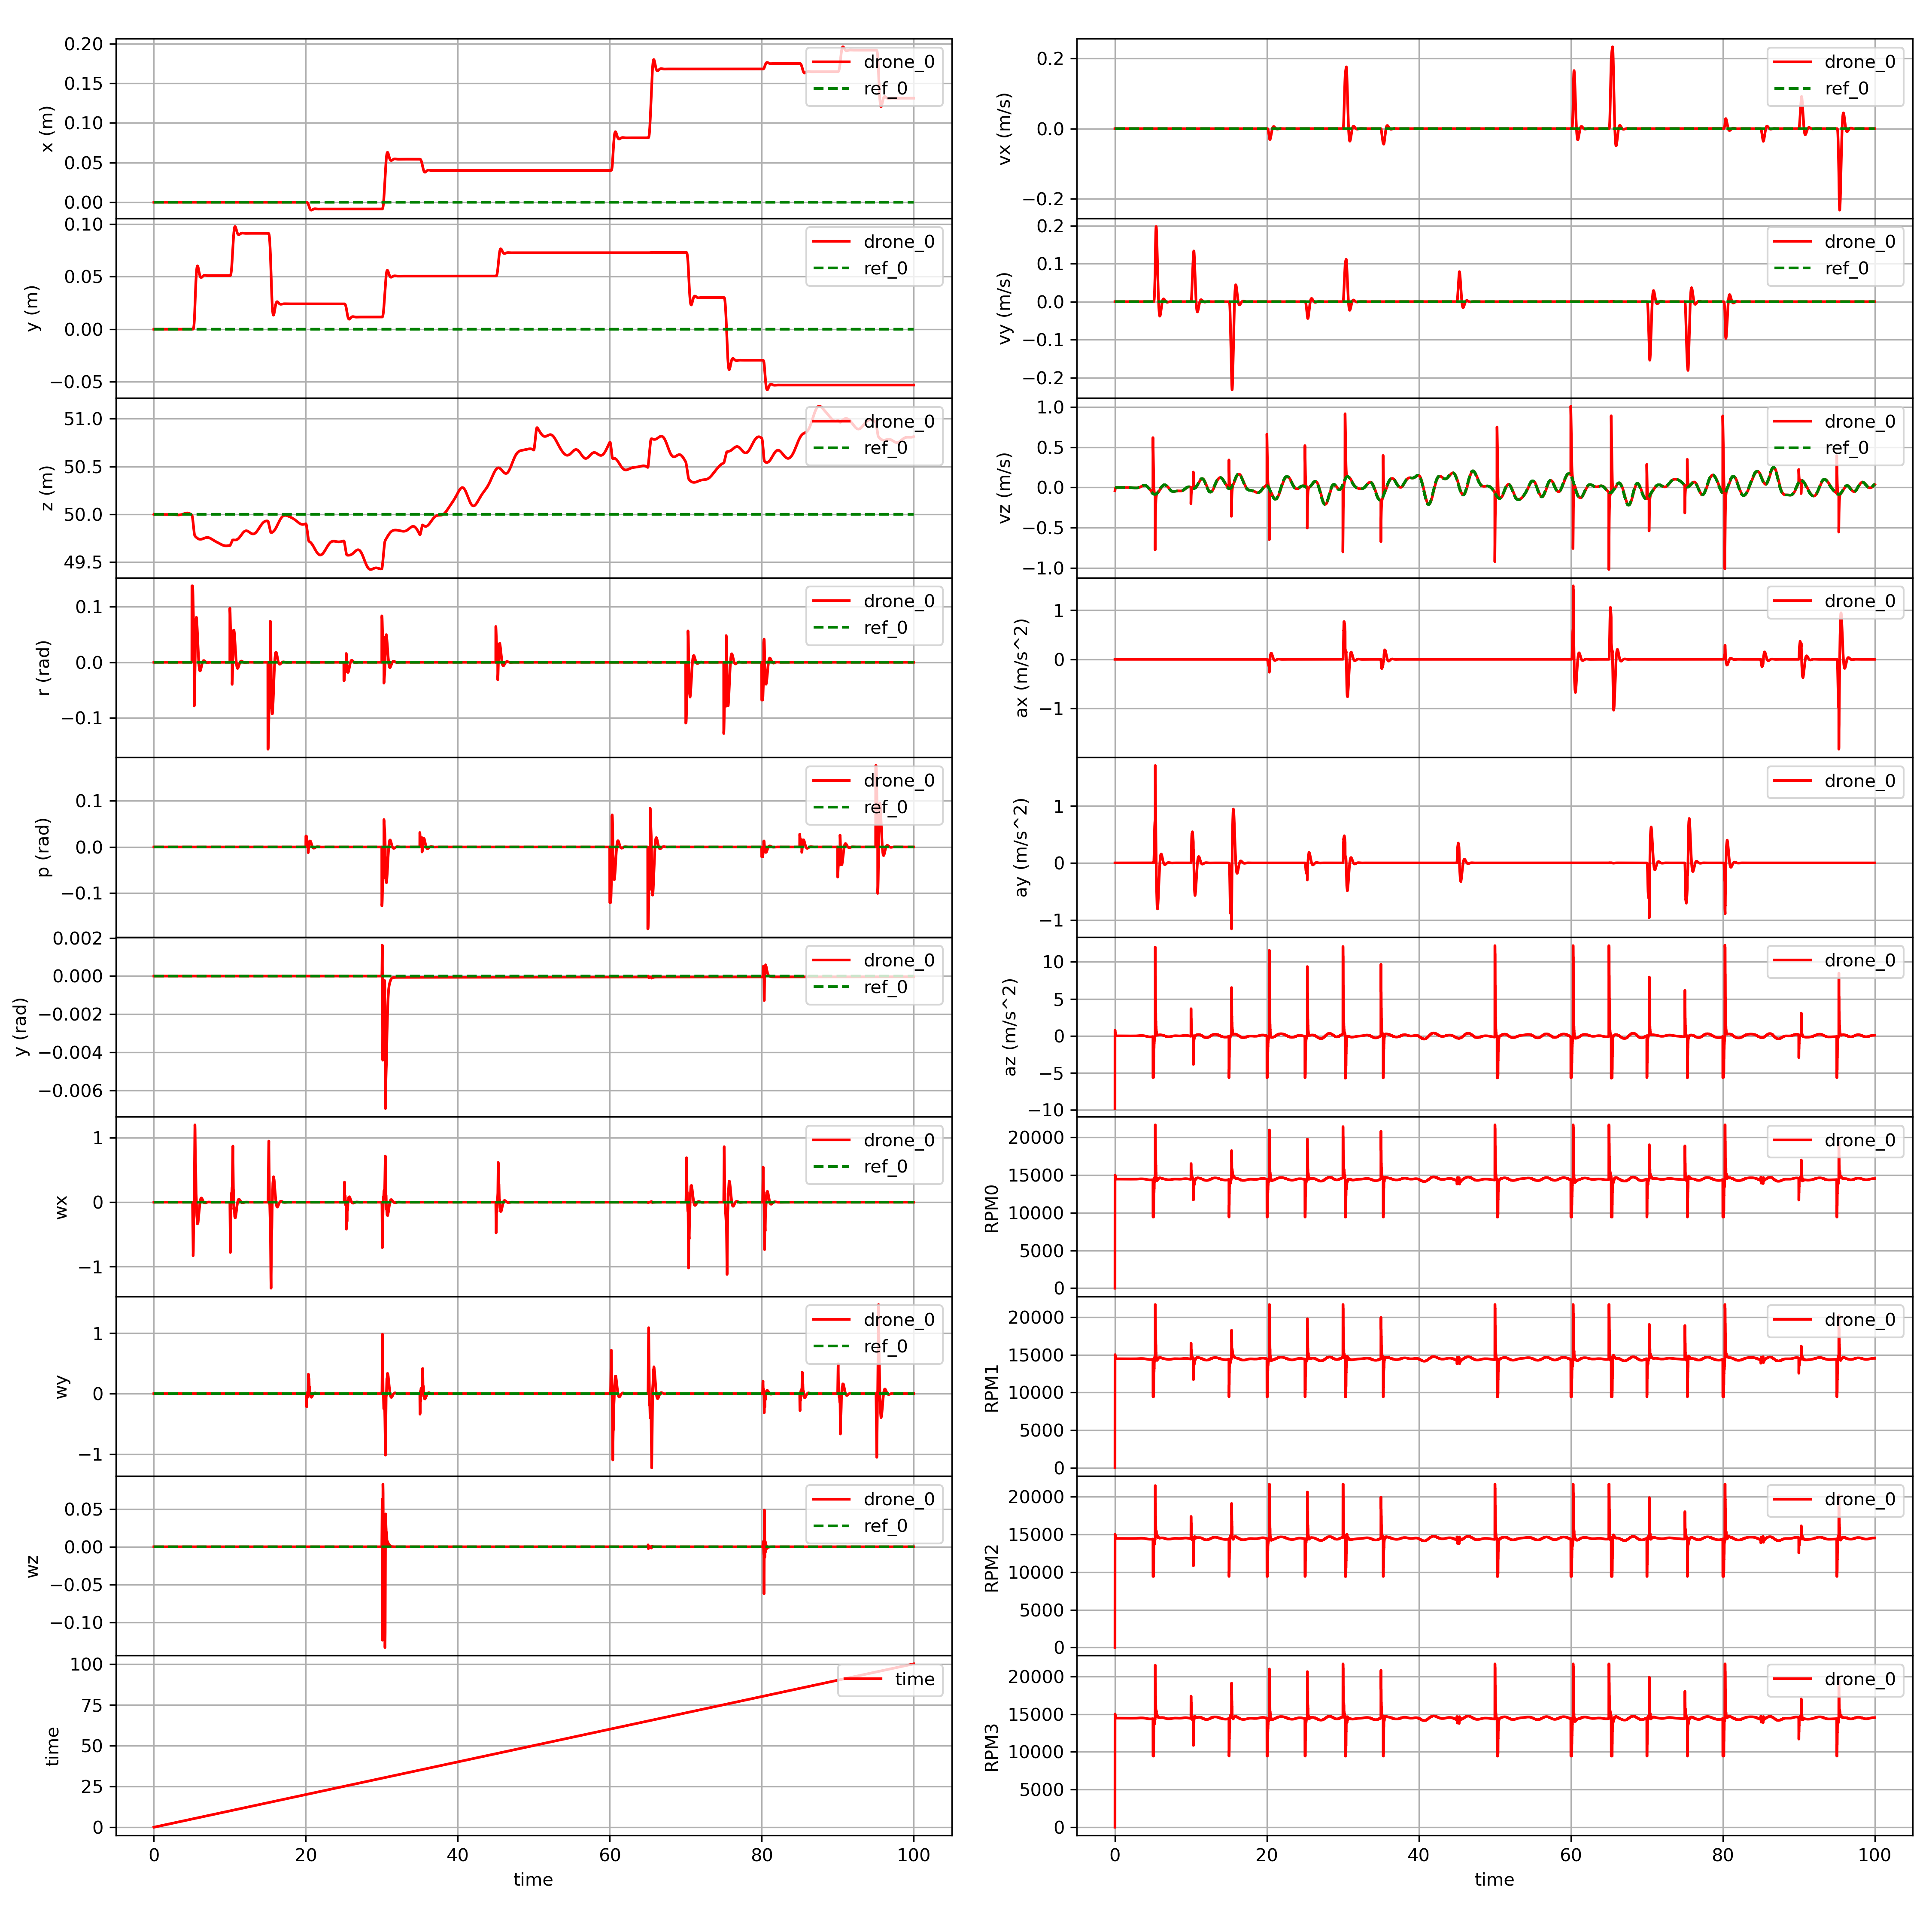 0.20
0.15
0.10
0.05
0.00
x (m)
drone_0
ref_0
0.10
0.05
0.00
−0.05
y (m)
drone_0
ref_0
51.0
50.5
50.0
49.5
z (m)
drone_0
ref_0
0.1
0.0
−0.1
r (rad)
drone_0
ref_0
0.1
0.0
−0.1
p (rad)
drone_0
ref_0
0.002
0.000
−0.002
−0.004
−0.006
y (rad)
drone_0
ref_0
1
0
−1
wx
drone_0
ref_0
1
0
−1
wy
drone_0
ref_0
0.05
0.00
−0.05
−0.10
wz
drone_0
ref_0
100
75
50
25
0
time
time
0 20 40 60 80 100
time
0.2
0.0
−0.2
vx (m/s)
drone_0
ref_0
0.2
0.1
0.0
−0.1
−0.2
vy (m/s)
drone_0
ref_0
1.0
0.5
0.0
−0.5
−1.0
vz (m/s)
drone_0
ref_0
1
0
−1
ax (m/s^2)
drone_0
1
0
−1
ay (m/s^2)
drone_0
10
5
0
−5
−10
az (m/s^2)
drone_0
20000
15000
10000
5000
0
RPM0
drone_0
20000
15000
10000
5000
0
RPM1
drone_0
20000
15000
10000
5000
0
RPM2
drone_0
20000
15000
10000
5000
0
RPM3
drone_0
0 20 40 60 80 100
time